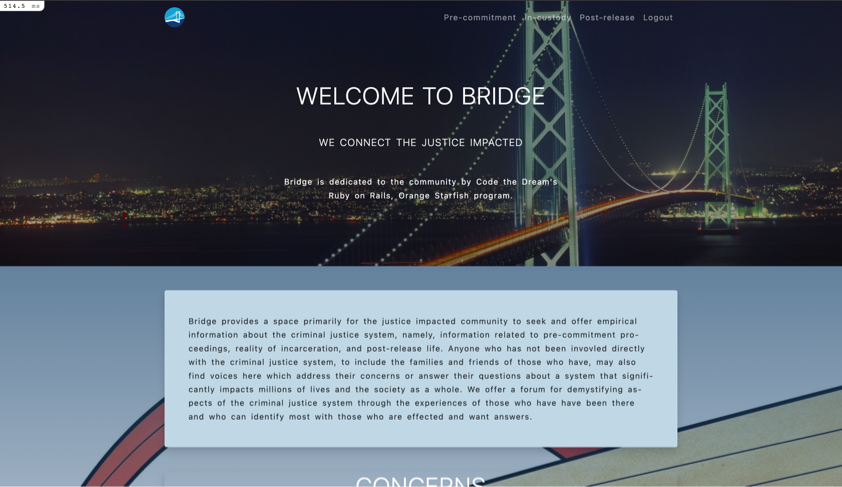 514.5 ms
Pre-commitment In-custody Post-release Logout
WELCOME TO BRIDGE
WE CONNECT THE JUSTICE IMPACTED
Bridge is dedicated to the community by Code the Dream's
Ruby on Rails, Orange Starfish program.
Bridge provides a space primarily for the justice impacted community to seek and offer empirical
information about the criminal justice system, namely, information related to pre-commitment pro-
ceedings, reality of incarceration, and post-release life. Anyone who has not been invovled directly
with the criminal justice system, to include the families and friends of those who have, may also
find voices here which address their concerns or answer their questions about a system that signifi-
cantly impacts millions of lives and the society as a whole. We offer a forum for demystifying as-
pects of the criminal justice system through the experiences of those who have have been there
and who can identify most with those who are effected and want answers.
CONCERNS